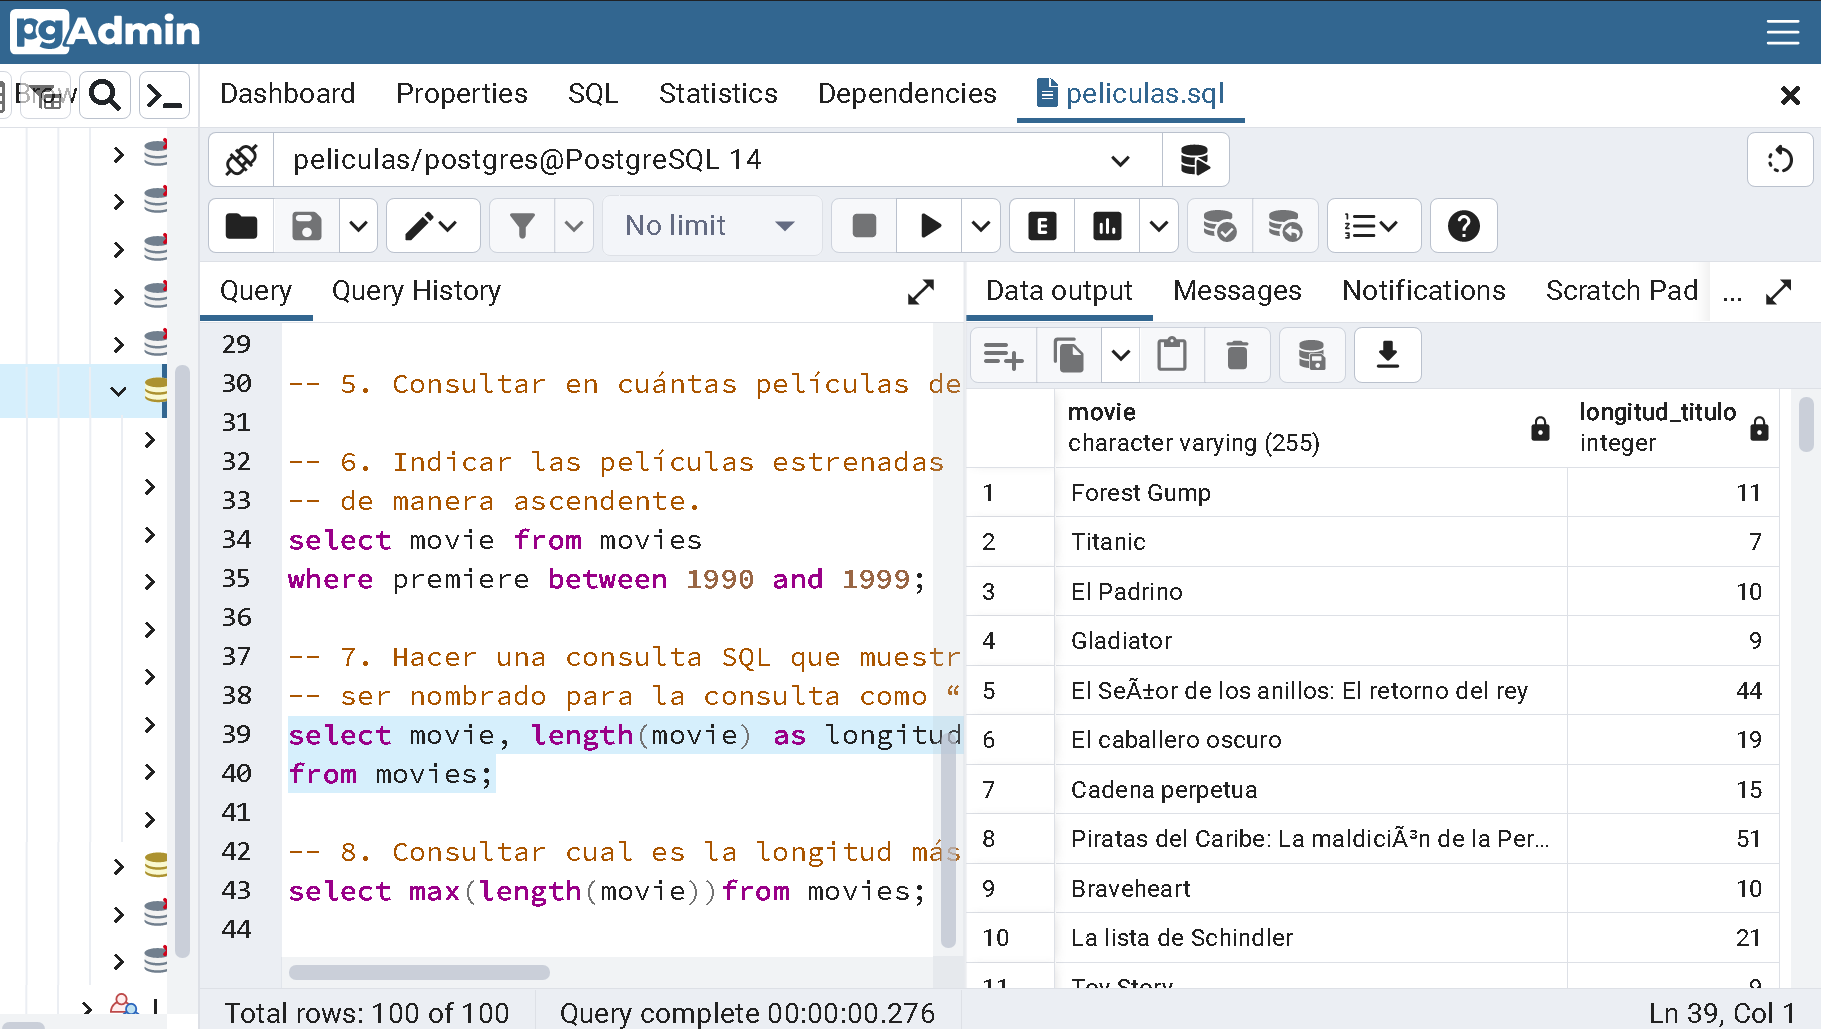 pgAdmin
Brow
Dashboard Properties SQL Statistics Dependencies peliculas.sql
peliculas/postgres@PostgreSQL 14
No limit
Query Query History
29
30 -- 5. Consultar en cuántas películas de
31
32 -- 6. Indicar las películas estrenadas
33 -- de manera ascendente.
34 select movie from movies
35 where premiere between 1990 and 1999;
36
37 -- 7. Hacer una consulta SQL que muestr
38 -- ser nombrado para la consulta como “
39 select movie, length(movie) as longitud
40 from movies;
41
42 -- 8. Consultar cual es la longitud más
43 select max(length(movie))from movies;
44
Data output Messages Notifications Scratch Pad ...
movie longitud_titulo
character varying (255) integer
1 Forest Gump 11
2 Titanic 7
3 El Padrino 10
4 Gladiator 9
5 El SeÃ±or de los anillos: El retorno del rey 44
6 El caballero oscuro 19
7 Cadena perpetua 15
8 Piratas del Caribe: La maldiciÃ³n de la Per... 51
9 Braveheart 10
10 La lista de Schindler 21
11 Toy Story 9
Total rows: 100 of 100 Query complete 00:00:00.276 Ln 39, Col 1